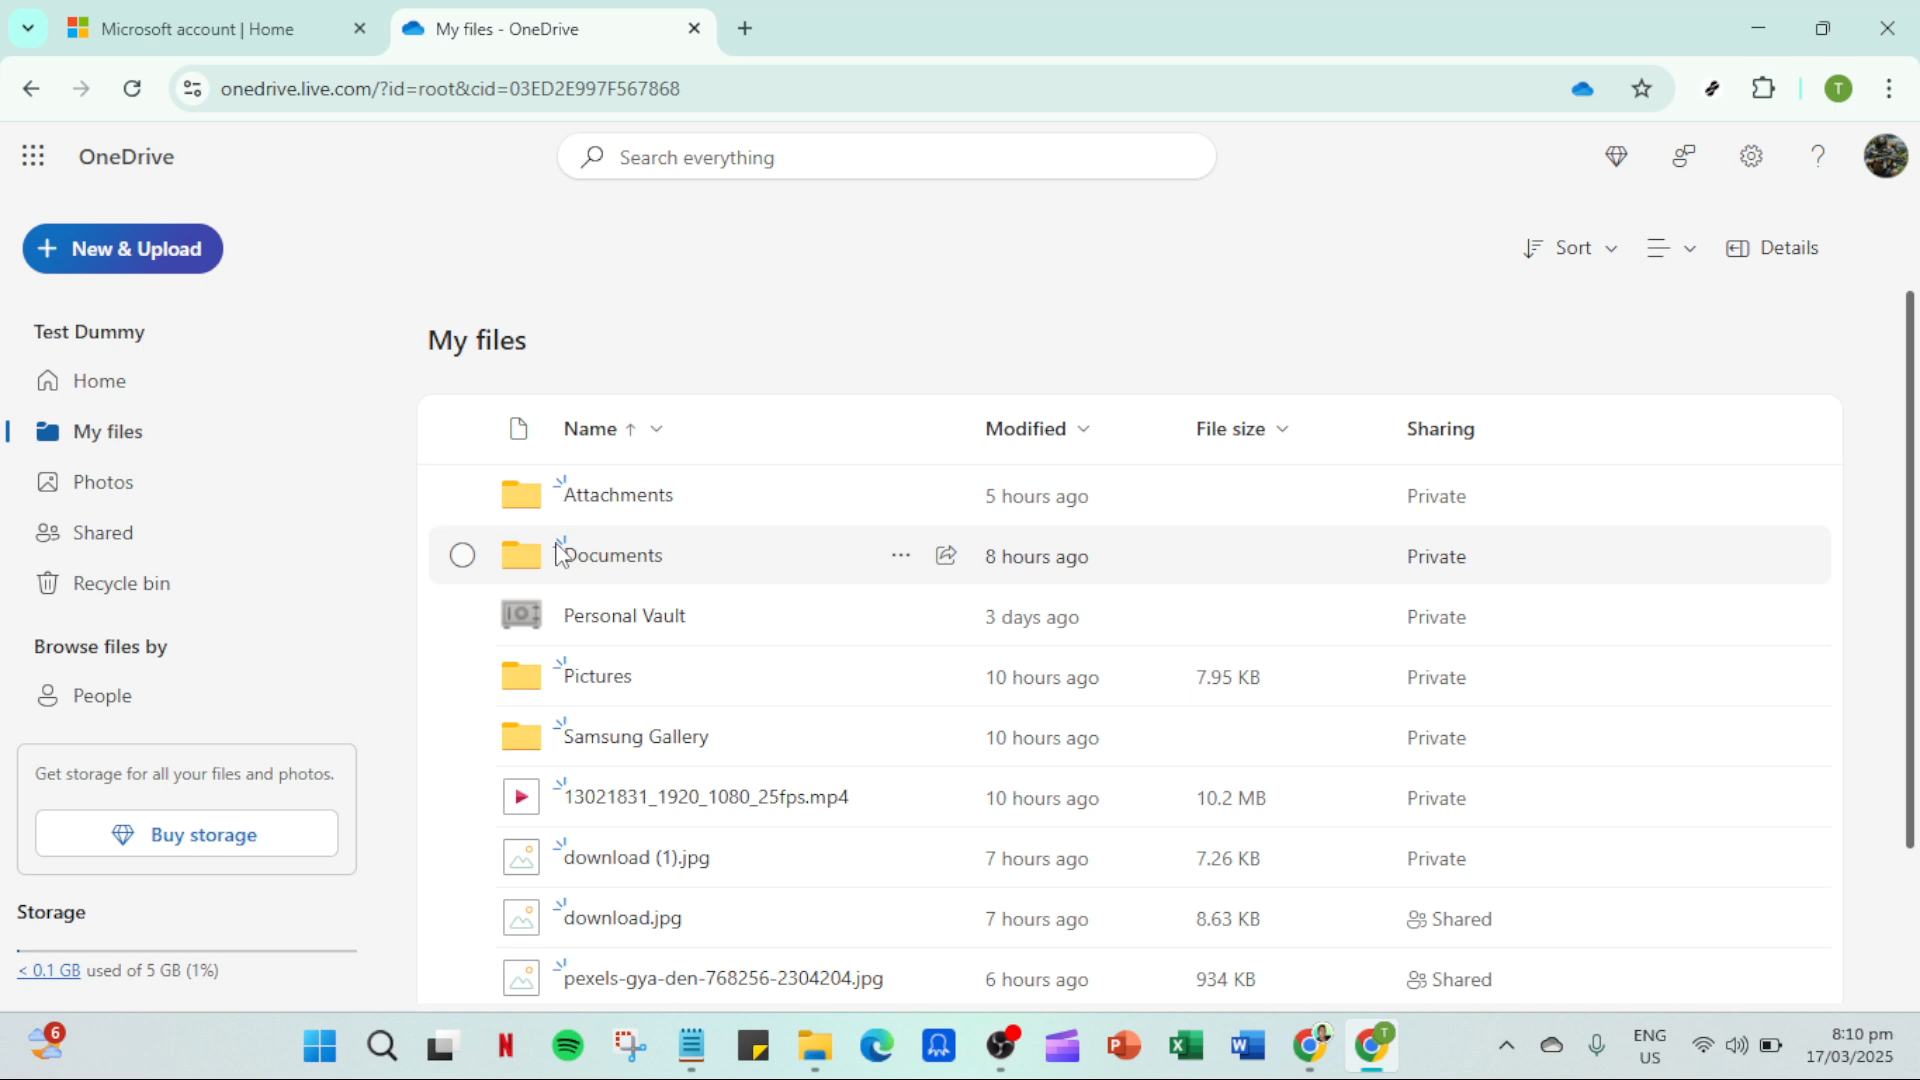 Microsoft account | Home
My files - OneDrive
onedrive.live.com/?id=root&cid=03ED2E997F567868
T
OneDrive
Search everything
New & Upload
Sort
Details
Test Dummy
Home
My files
Photos
Shared
Recycle bin
Browse files by
People
Get storage for all your files and photos.
Buy storage
Storage
< 0.1 GB used of 5 GB (1%)
My files
Name Modified File size Sharing
Attachments 5 hours ago Private
Documents 8 hours ago Private
Personal Vault 3 days ago Private
Pictures 10 hours ago 7.95 KB Private
Samsung Gallery 10 hours ago Private
13021831_1920_1080_25fps.mp4 10 hours ago 10.2 MB Private
download (1).jpg 7 hours ago 7.26 KB Private
download.jpg 7 hours ago 8.63 KB Shared
pexels-gya-den-768256-2304204.jpg 6 hours ago 934 KB Shared
6
T
ENG
US
8:10 pm
17/03/2025